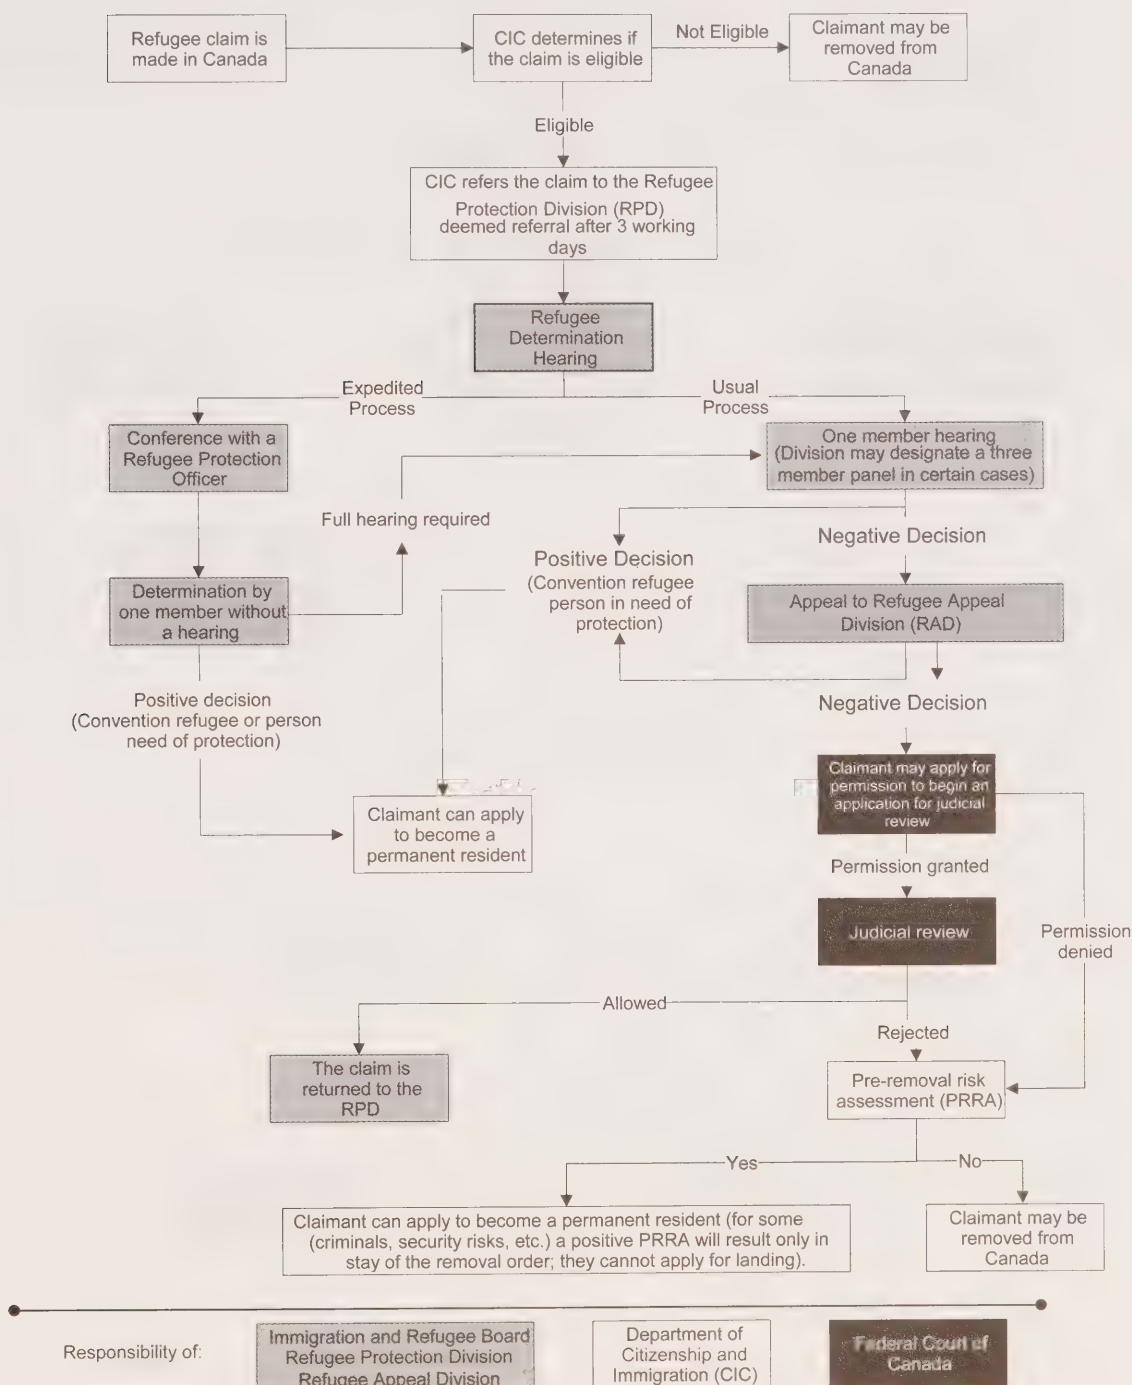 Refugee claim is
made in Canada
CIC determines if
the claim is eligible
Not Eligible
Claimant may be
removed from
Canada
Eligible
CIC refers the claim to the Refugee
Protection Division (RPD)
deemed referral after 3 working
days
Refugee
Determination
Hearing
Expedited
Process
Usual
Process
Conference with a
Refugee Protection
Officer
One member hearing
(Division may designate a three
member panel in certain cases)
Full hearing required
Negative Decision
Positive Decision
(Convention refugee
person in need of
protection)
Determination by
one member without
a hearing
Appeal to Refugee Appeal
Division (RAD)
Positive decision
(Convention refugee or person
need of protection)
Negative Decision
Claimant may apply for
permission to begin an
application for judicial
review
Claimant can apply
to become a
permanent resident
Permission granted
Judicial review
Permission
denied
Allowed
Rejected
The claim is
returned to the
RPD
Pre-removal risk
assessment (PRRA)
Yes
No
Claimant can apply to become a permanent resident (for some
(criminals, security risks, etc.) a positive PRRA will result only in
stay of the removal order; they cannot apply for landing).
Claimant may be
removed from
Canada
Responsibility of:
Immigration and Refugee Board
Refugee Protection Division
Refugee Appeal Division
Department of
Citizenship and
Immigration (CIC)
Federal Court of
Canada